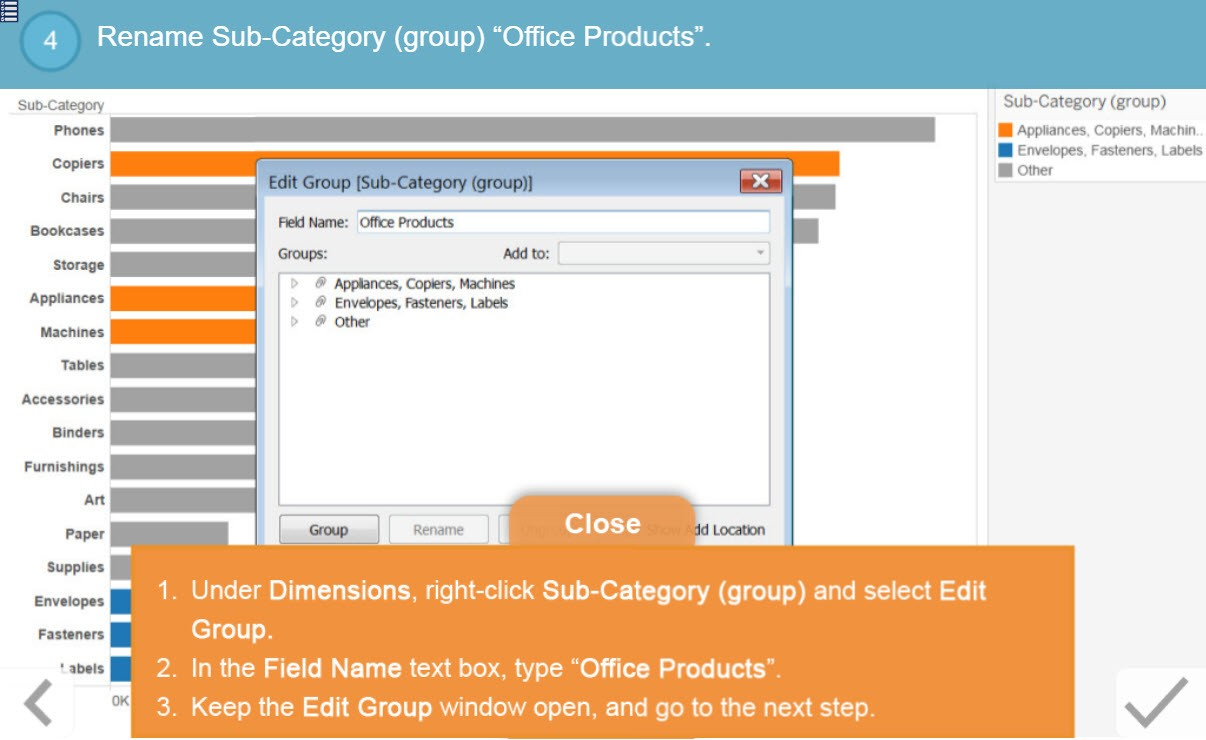 4
Rename Sub-Category (group) “Office Products”.
Sub-Category
Phones
Copiers
Chairs
Bookcases
Storage
Appliances
Machines
Tables
Accessories
Binders
Furnishings
Art
Paper
Supplies
Envelopes
Fasteners
Labels
0K
Sub-Category (group)
Appliances, Copiers, Machin..
Envelopes, Fasteners, Labels
Other
Edit Group [Sub-Category (group)]
Field Name: Office Products
Groups: Add to:
Appliances, Copiers, Machines
Envelopes, Fasteners, Labels
Other
Group Rename Show Add Location
Close
1. Under Dimensions, right-click Sub-Category (group) and select Edit
Group.
2. In the Field Name text box, type “Office Products”.
3. Keep the Edit Group window open, and go to the next step.